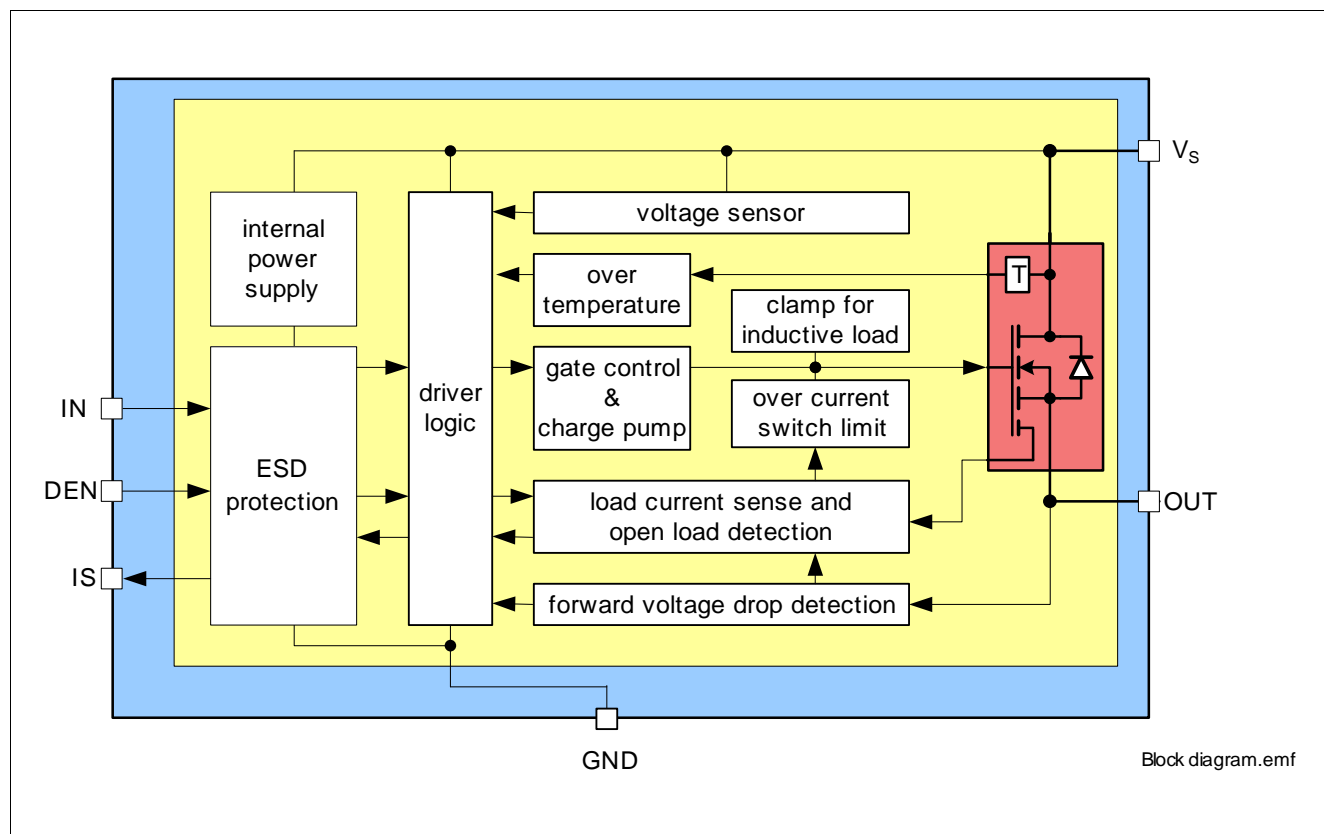 V_S
internal
power
supply
voltage sensor
T
over
temperature
clamp for
inductive load
driver
logic
gate control
&
charge pump
over current
switch limit
IN
DEN
IS
ESD
protection
load current sense and
open load detection
OUT
forward voltage drop detection
GND
Block diagram.emf